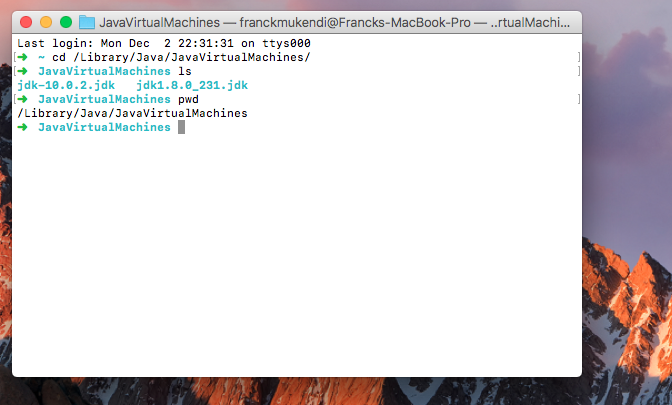 JavaVirtualMachines — franckmukendi@Francks-MacBook-Pro — ..rtualMachi...
Last login: Mon Dec  2 22:31:31 on ttys000
[➜  ~ cd /Library/Java/JavaVirtualMachines/ ]
[➜  JavaVirtualMachines ls ]
jdk-10.0.2.jdk   jdk1.8.0_231.jdk
[➜  JavaVirtualMachines pwd ]
/Library/Java/JavaVirtualMachines
➜  JavaVirtualMachines